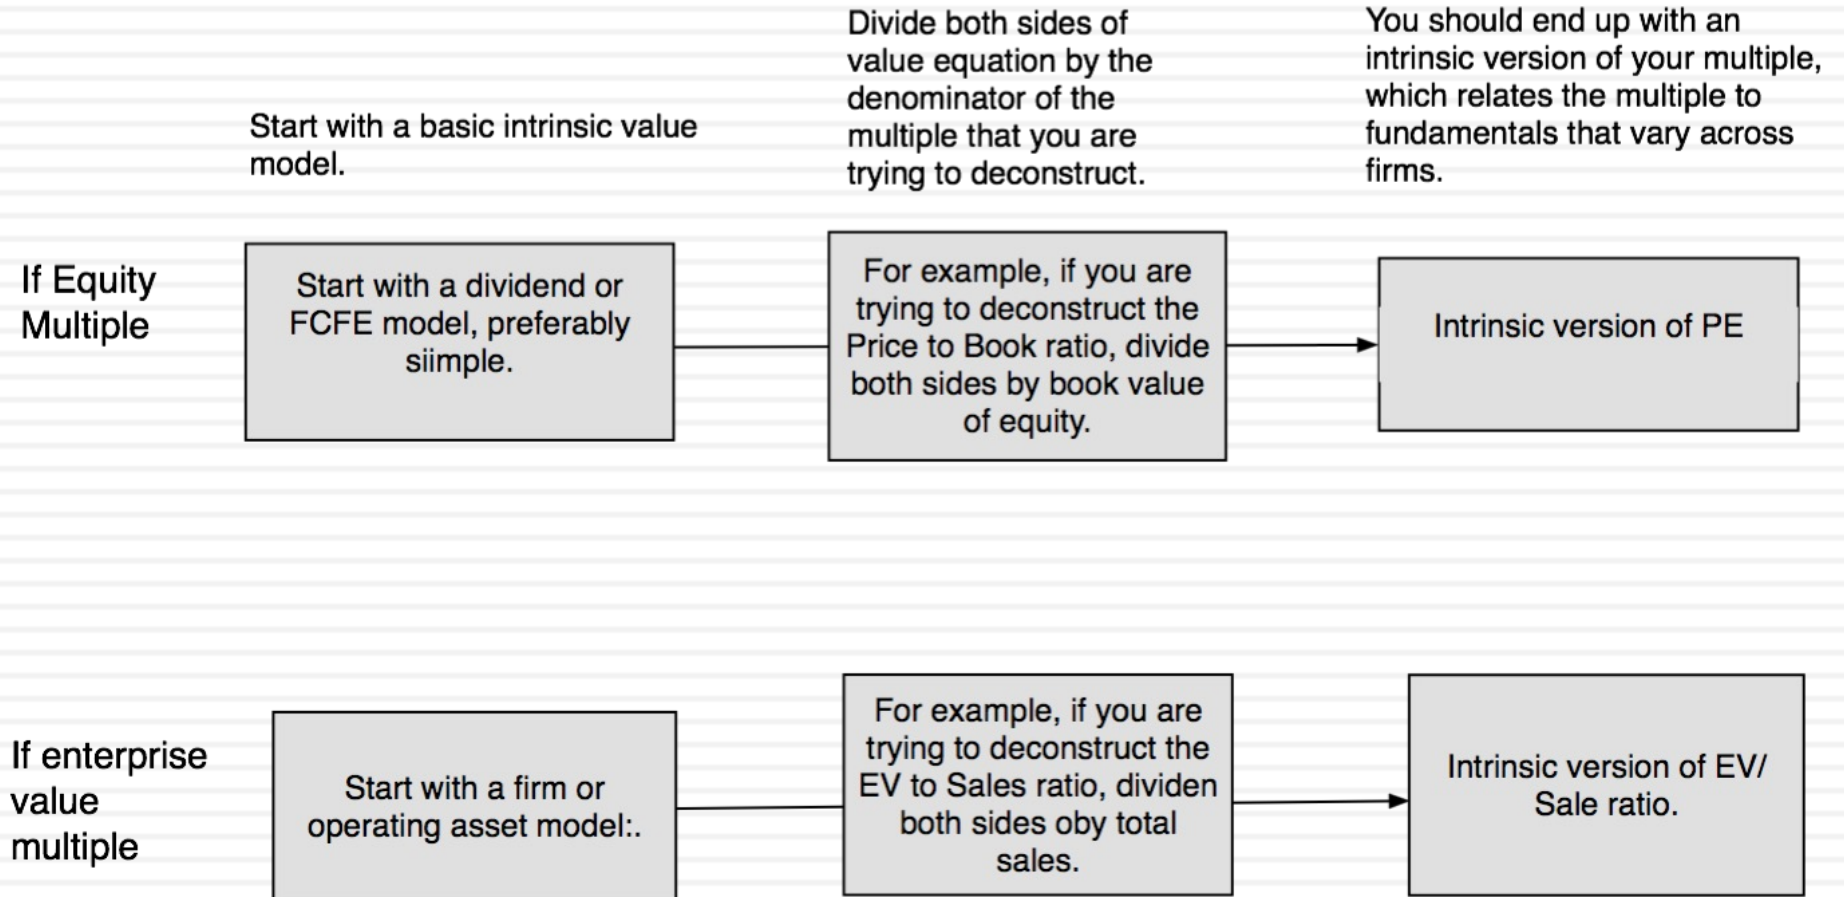 Start with a basic intrinsic value
model.
Divide both sides of
value equation by the
denominator of the
multiple that you are
trying to deconstruct.
You should end up with an
intrinsic version of your multiple,
which relates the multiple to
fundamentals that vary across
firms.
If Equity
Multiple
Start with a dividend or
FCFE model, preferably
siimple.
For example, if you are
trying to deconstruct the
Price to Book ratio, divide
both sides by book value
of equity.
Intrinsic version of PE
If enterprise
value
multiple
Start with a firm or
operating asset model:.
For example, if you are
trying to deconstruct the
EV to Sales ratio, dividen
both sides oby total
sales.
Intrinsic version of EV/
Sale ratio.